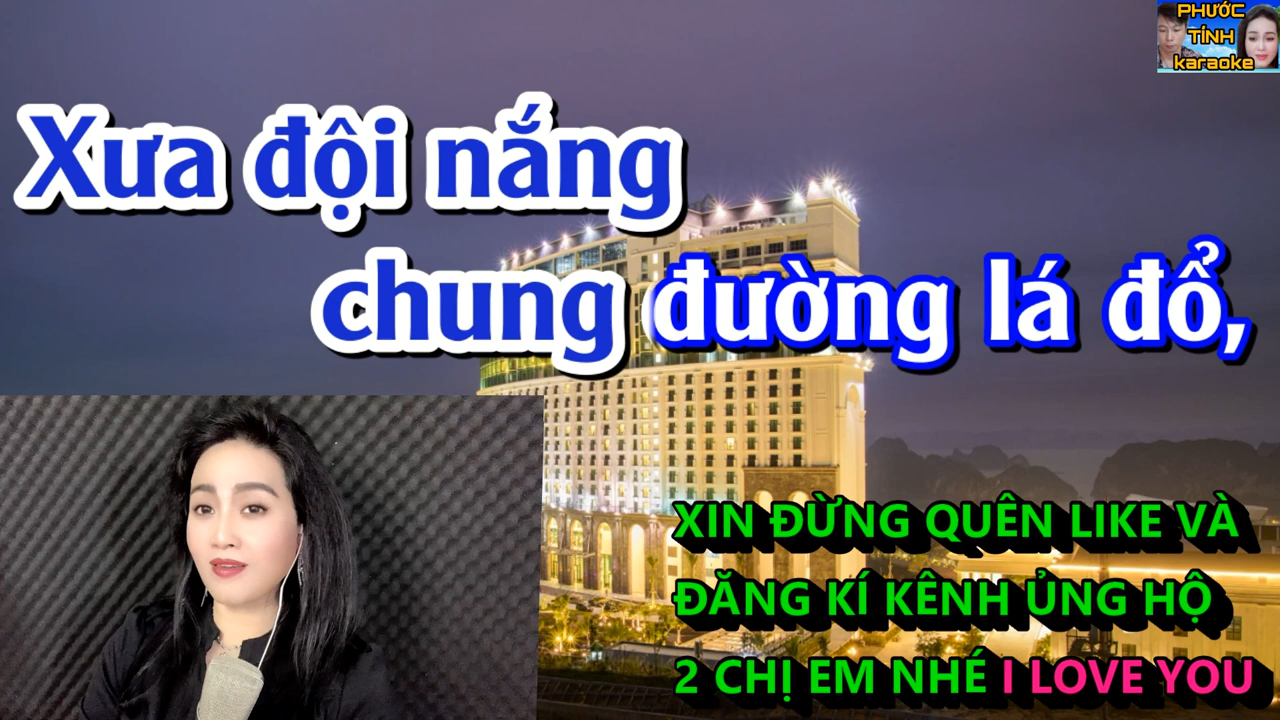 PHƯỚC
TÍNH
karaoke
Xưa đội nắng
chung đường lá đổ,
XIN ĐỪNG QUÊN LIKE VÀ
ĐĂNG KÍ KÊNH ỦNG HỘ
2 CHỊ EM NHÉ I LOVE YOU